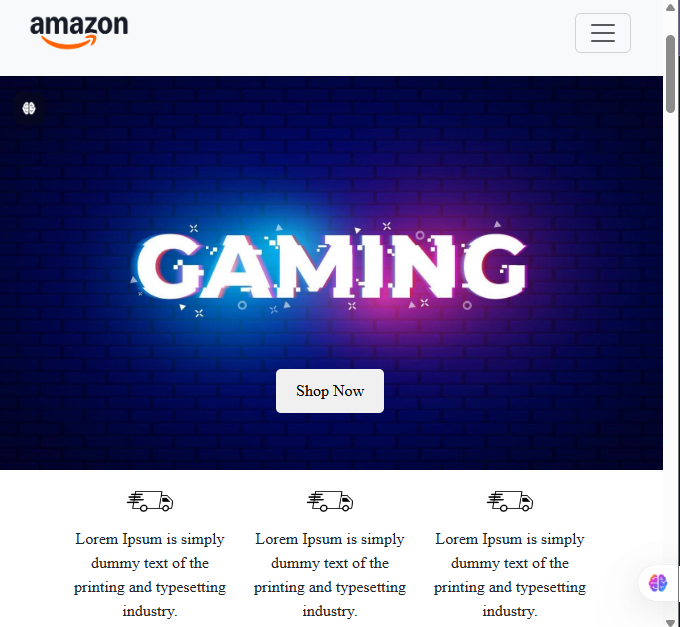 amazon
GAMING
Shop Now
Lorem Ipsum is simply
dummy text of the
printing and typesetting
industry.
Lorem Ipsum is simply
dummy text of the
printing and typesetting
industry.
Lorem Ipsum is simply
dummy text of the
printing and typesetting
industry.